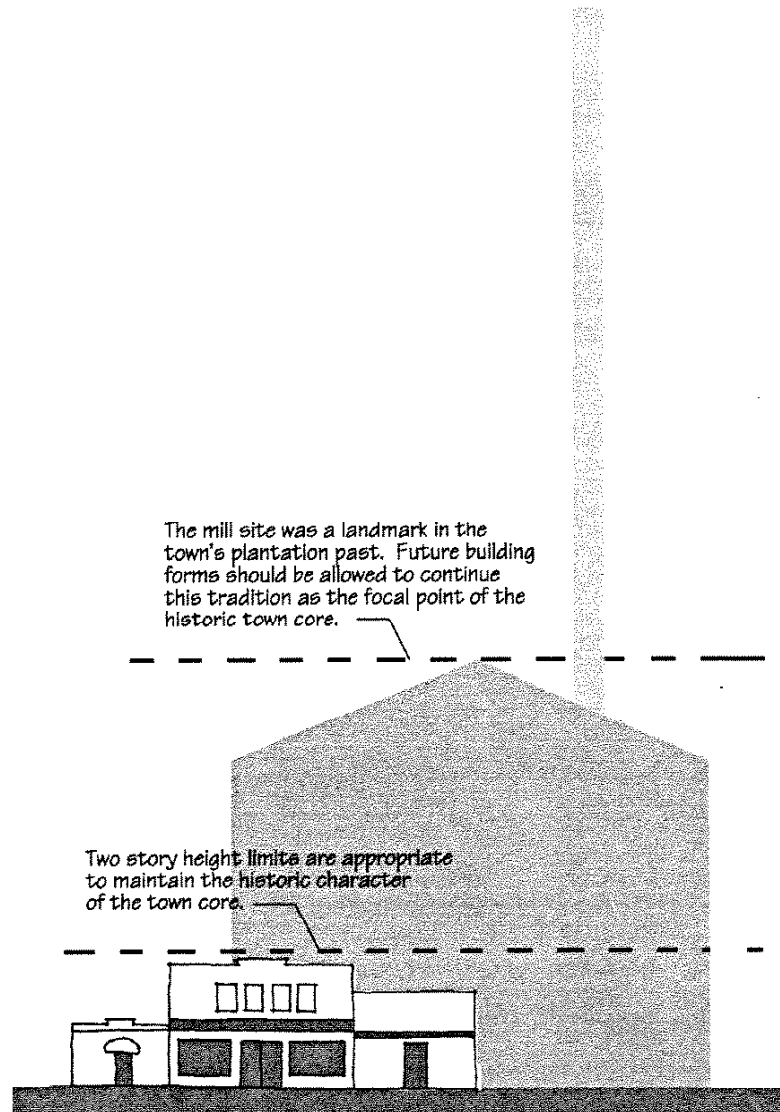 The mill site was a landmark in the
town's plantation past.  Future building
forms should be allowed to continue
this tradition as the focal point of the
historic town core.
Two story height limits are appropriate
to maintain the historic character
of the town core.